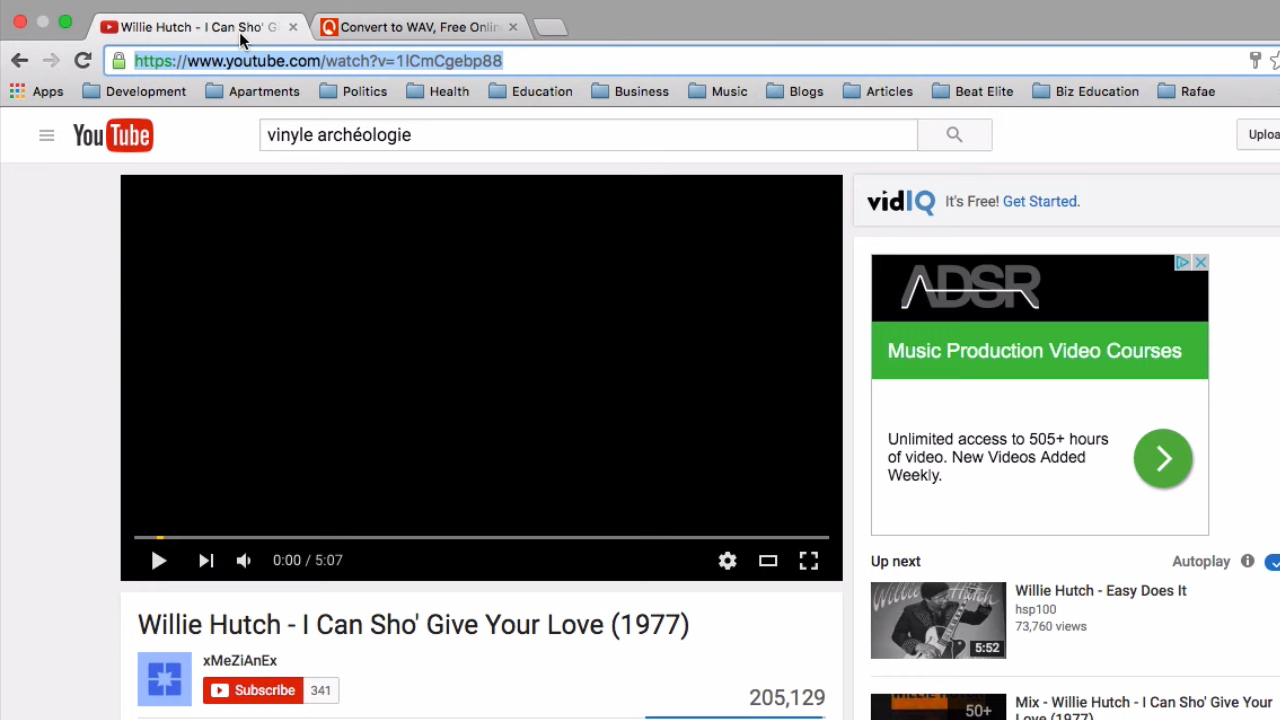 Willie Hutch - I Can Sho' G
Convert to WAV, Free Onlin
https://www.youtube.com/watch?v=1lCmCgebp88
Apps Development Apartments Politics Health Education Business Music Blogs Articles Beat Elite Biz Education Rafae
YouTube
vinyle archéologie
Uploa
vidIQ It's Free! Get Started.
ADSR
Music Production Video Courses
Unlimited access to 505+ hours
of video. New Videos Added
Weekly.
0:00 / 5:07
Up next
Autoplay
Willie Hutch - I Can Sho' Give Your Love (1977)
xMeZiAnEx
Subscribe 341
205,129
Willie Hutch
5:52
Willie Hutch - Easy Does It
hsp100
73,760 views
50+
Mix - Willie Hutch - I Can Sho' Give Your
Love (1977)